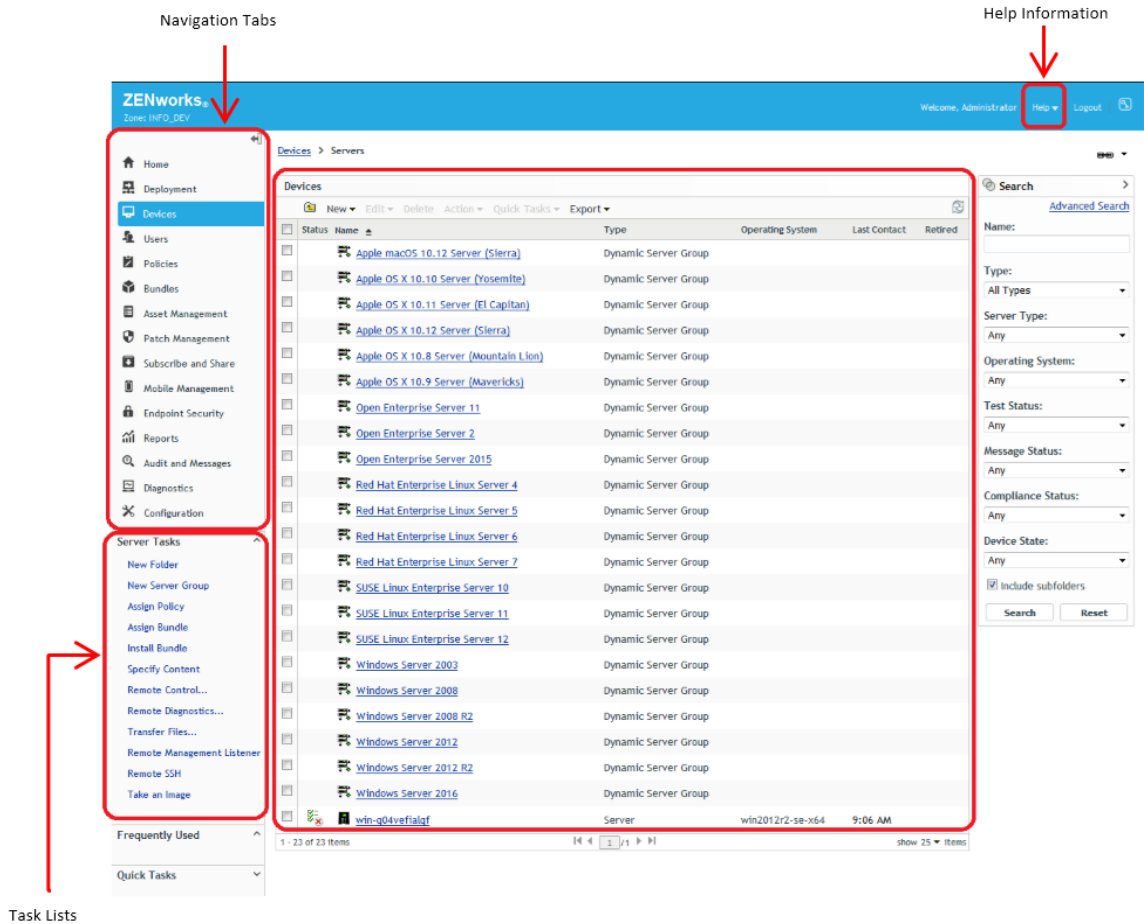 Navigation Tabs
Help Information
ZENworks®
Zone: INFO_DEV
Welcome, Administrator Help Logout
Home
Deployment
Devices
Users
Policies
Bundles
Asset Management
Patch Management
Subscribe and Share
Mobile Management
Endpoint Security
Reports
Audit and Messages
Diagnostics
Configuration
Server Tasks
New Folder
New Server Group
Assign Policy
Assign Bundle
Install Bundle
Specify Content
Remote Control...
Remote Diagnostics...
Transfer Files...
Remote Management Listener
Remote SSH
Take an Image
Frequently Used
Quick Tasks
Task Lists
Devices > Servers
Devices
New Edit Delete Action Quick Tasks Export
Status Name Type Operating System Last Contact Retired
Apple macOS 10.12 Server (Sierra) Dynamic Server Group
Apple OS X 10.10 Server (Yosemite) Dynamic Server Group
Apple OS X 10.11 Server (El Capitan) Dynamic Server Group
Apple OS X 10.12 Server (Sierra) Dynamic Server Group
Apple OS X 10.8 Server (Mountain Lion) Dynamic Server Group
Apple OS X 10.9 Server (Mavericks) Dynamic Server Group
Open Enterprise Server 11 Dynamic Server Group
Open Enterprise Server 2 Dynamic Server Group
Open Enterprise Server 2015 Dynamic Server Group
Red Hat Enterprise Linux Server 4 Dynamic Server Group
Red Hat Enterprise Linux Server 5 Dynamic Server Group
Red Hat Enterprise Linux Server 6 Dynamic Server Group
Red Hat Enterprise Linux Server 7 Dynamic Server Group
SUSE Linux Enterprise Server 10 Dynamic Server Group
SUSE Linux Enterprise Server 11 Dynamic Server Group
SUSE Linux Enterprise Server 12 Dynamic Server Group
Windows Server 2003 Dynamic Server Group
Windows Server 2008 Dynamic Server Group
Windows Server 2008 R2 Dynamic Server Group
Windows Server 2012 Dynamic Server Group
Windows Server 2012 R2 Dynamic Server Group
Windows Server 2016 Dynamic Server Group
win-q04vefialgf Server win2012r2-se-x64 9:06 AM
1 - 23 of 23 items 1 /1 show 25 items
Search
Advanced Search
Name:
Type:
All Types
Server Type:
Any
Operating System:
Any
Test Status:
Any
Message Status:
Any
Compliance Status:
Any
Device State:
Any
Include subfolders
Search Reset